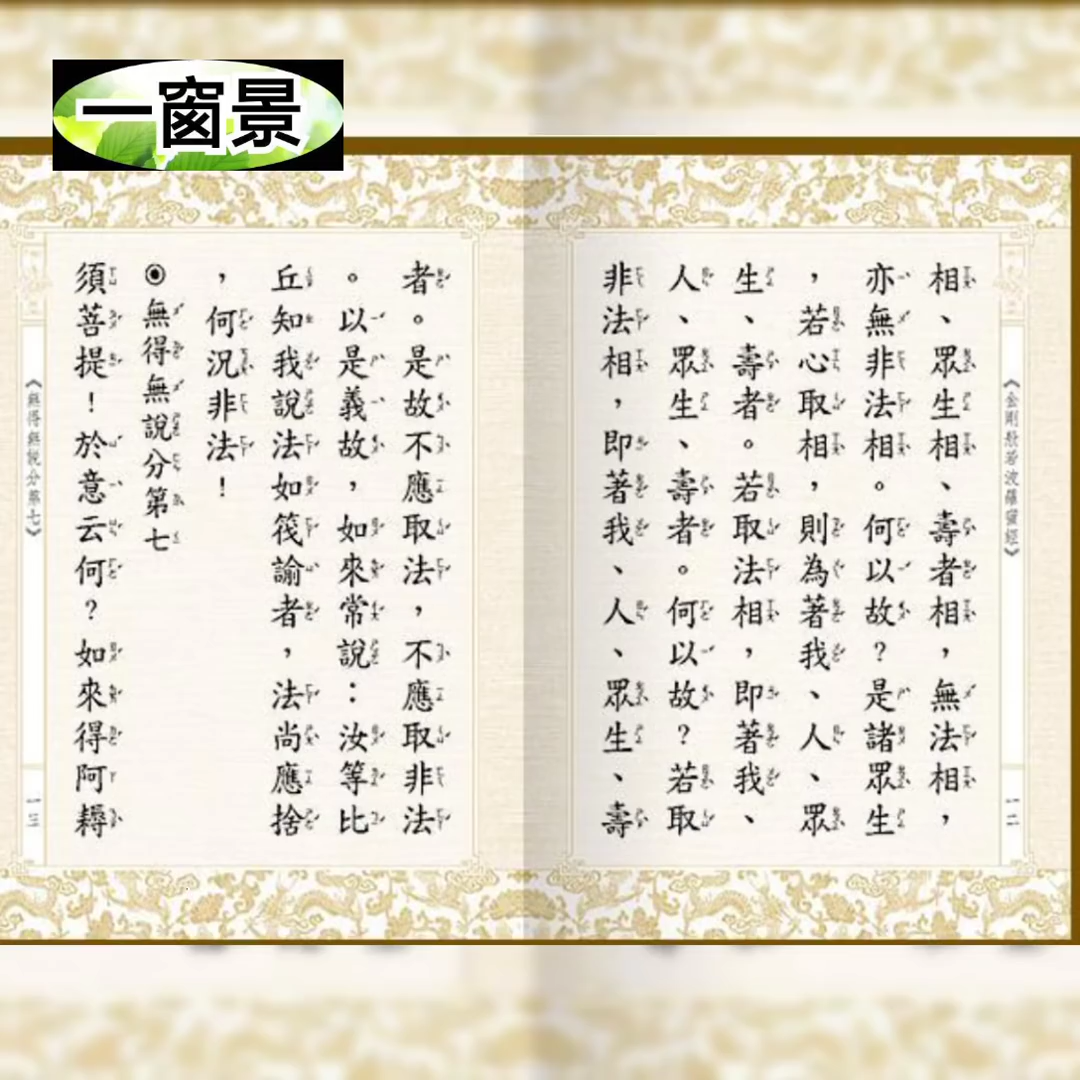 一窗景
《金剛般若波羅蜜經》
一二
相、眾生相、壽者相，無法相，
亦無非法相。何以故？是諸眾生
，若心取相，則為著我、人、眾
生、壽者。若取法相，即著我、
人、眾生、壽者。何以故？若取
非法相，即著我、人、眾生、壽
者。是故不應取法，不應取非法
。以是義故，如來常說：汝等比
丘知我說法如筏諭者，法尚應捨
，何況非法！
◉無得無說分第七
須菩提！於意云何？如來得阿耨
《無得無說分第七》
一三